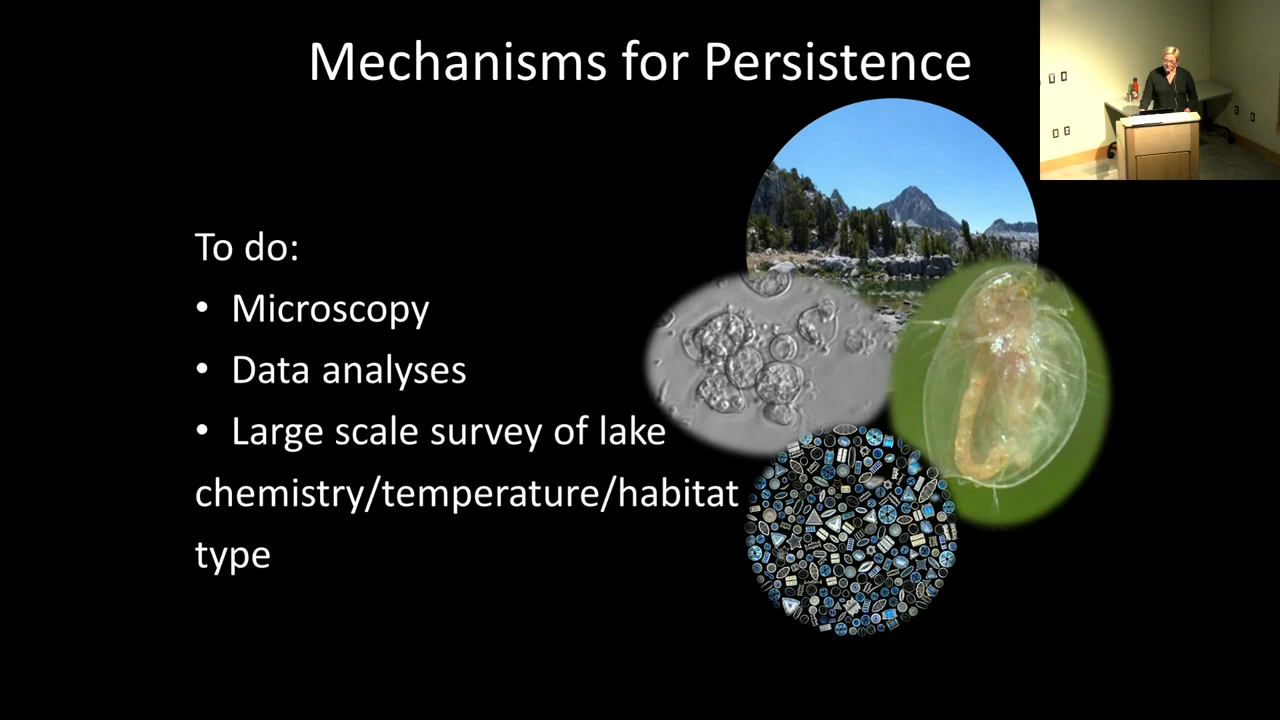 Mechanisms for Persistence
To do:
• Microscopy
• Data analyses
• Large scale survey of lake
chemistry/temperature/habitat
type